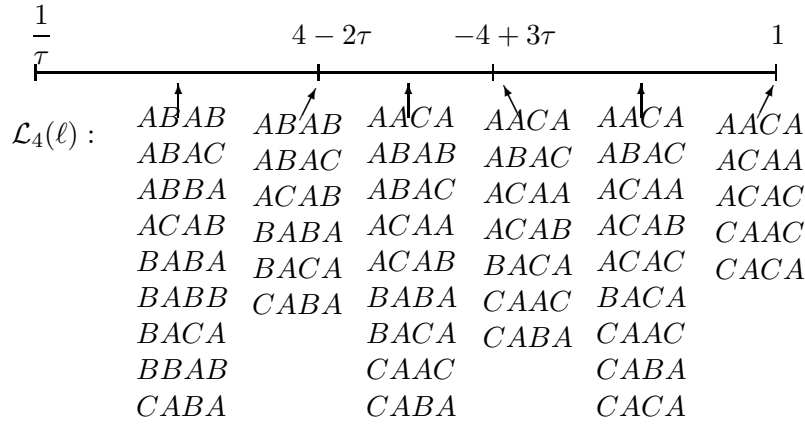 1/τ 4 − 2τ −4 + 3τ 1
ℒ₄(ℓ) :
ABAB ABAB AACA AACA AACA AACA
ABAC ABAC ABAB ABAC ABAC ACAA
ABBA ACAB ABAC ACAA ACAA ACAC
ACAB BABA ACAA ACAB ACAB CAAC
BABA BACA ACAB BACA ACAC CACA
BABB CABA BABA CAAC BACA
BACA BACA CABA CAAC
BBAB CAAC CABA
CABA CABA CACA